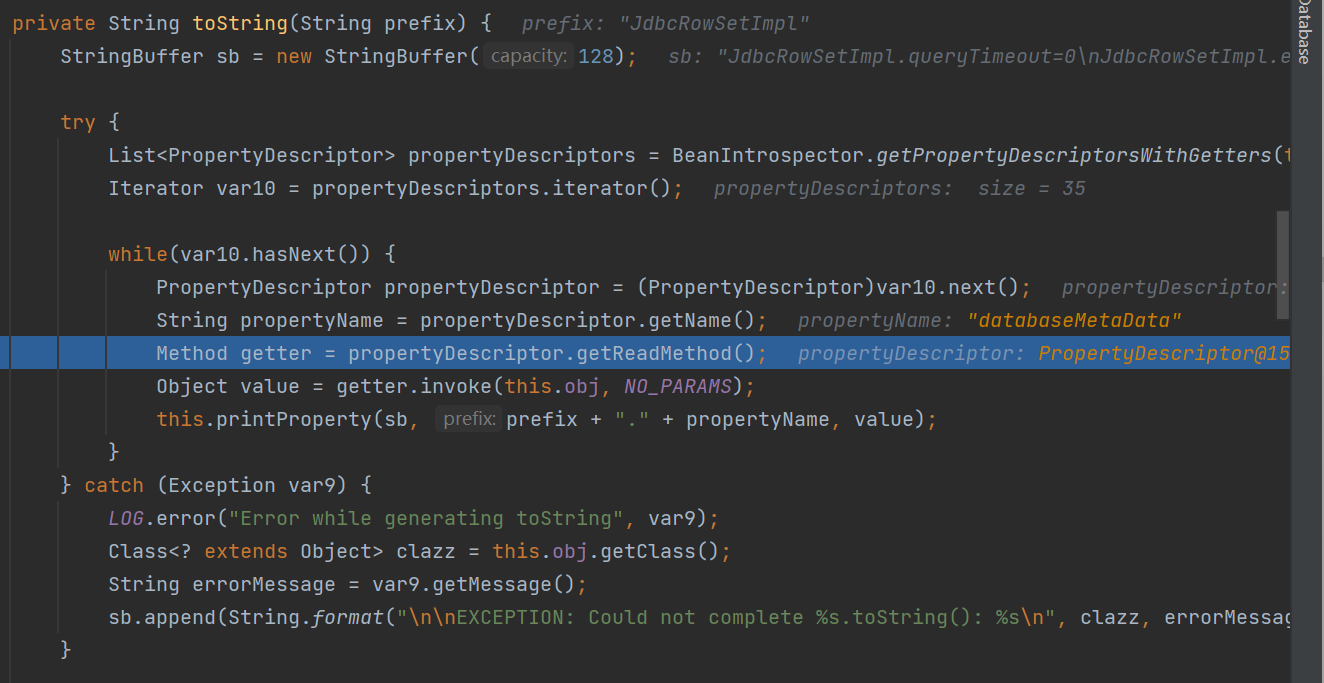 private String toString(String prefix) { prefix: "JdbcRowSetImpl"
StringBuffer sb = new StringBuffer( capacity: 128); sb: "JdbcRowSetImpl.queryTimeout=0\nJdbcRowSetImpl.e
try {
List<PropertyDescriptor> propertyDescriptors = BeanIntrospector.getPropertyDescriptorsWithGetters(t
Iterator var10 = propertyDescriptors.iterator(); propertyDescriptors: size = 35
while(var10.hasNext()) {
PropertyDescriptor propertyDescriptor = (PropertyDescriptor)var10.next(); propertyDescriptor:
String propertyName = propertyDescriptor.getName(); propertyName: "databaseMetaData"
Method getter = propertyDescriptor.getReadMethod(); propertyDescriptor: PropertyDescriptor@15
Object value = getter.invoke(this.obj, NO_PARAMS);
this.printProperty(sb, prefix: prefix + "." + propertyName, value);
}
} catch (Exception var9) {
LOG.error("Error while generating toString", var9);
Class<? extends Object> clazz = this.obj.getClass();
String errorMessage = var9.getMessage();
sb.append(String.format("\n\nEXCEPTION: Could not complete %s.toString(): %s\n", clazz, errorMessag
}
Database